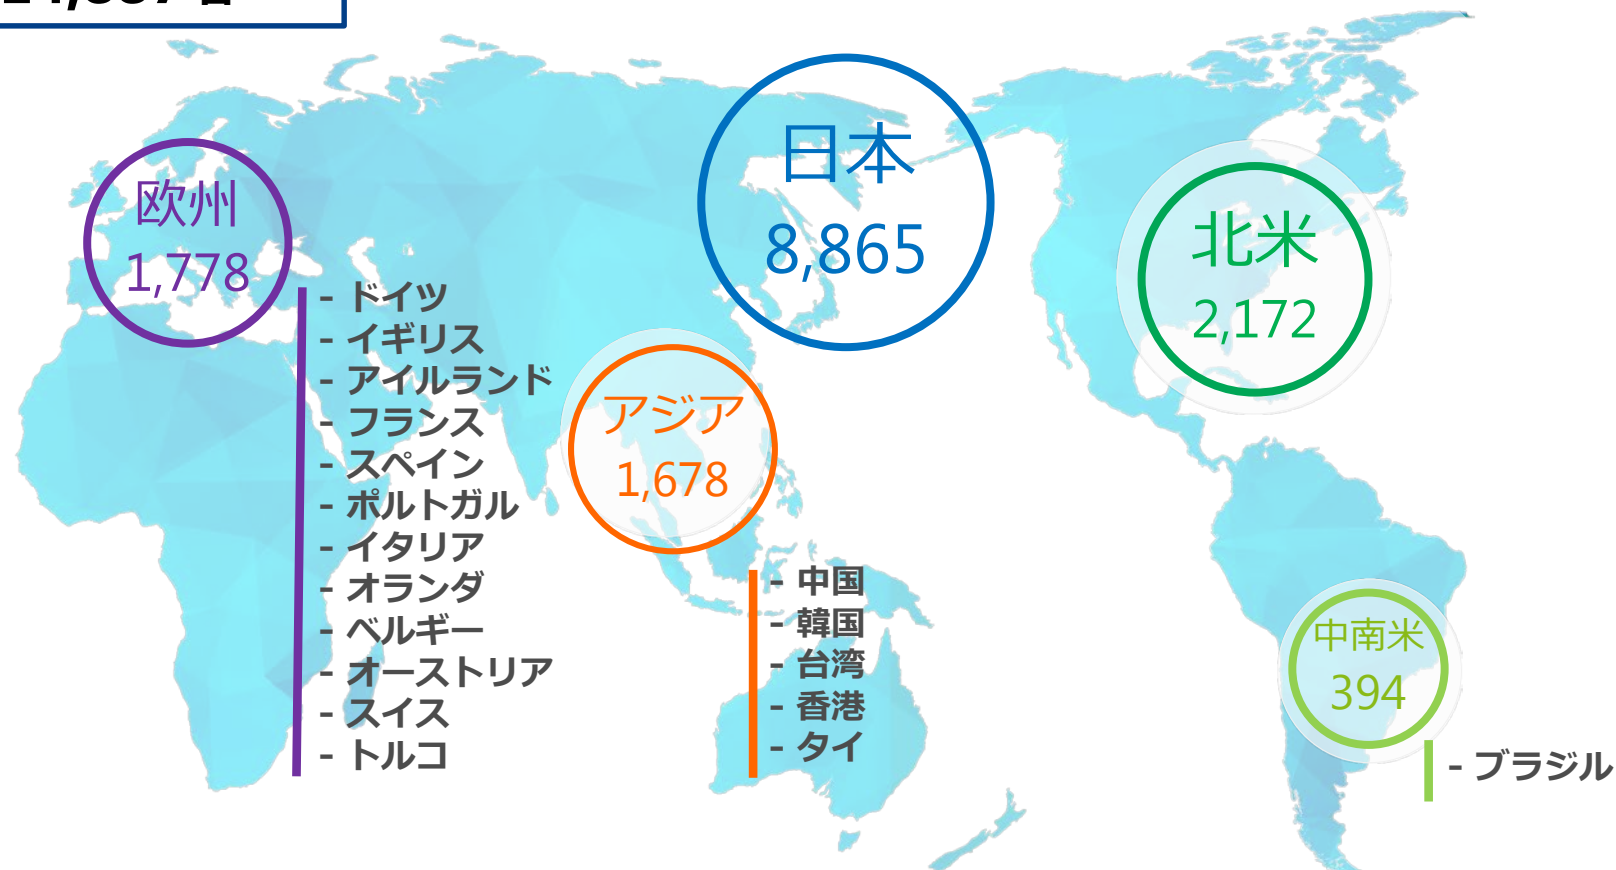 日本
8,865
欧州
1,778
北米
2,172
- ドイツ
- イギリス
- アイルランド
- フランス
- スペイン
- ポルトガル
- イタリア
- オランダ
- ベルギー
- オーストリア
- スイス
- トルコ
アジア
1,678
- 中国
- 韓国
- 台湾
- 香港
- タイ
中南米
394
- ブラジル